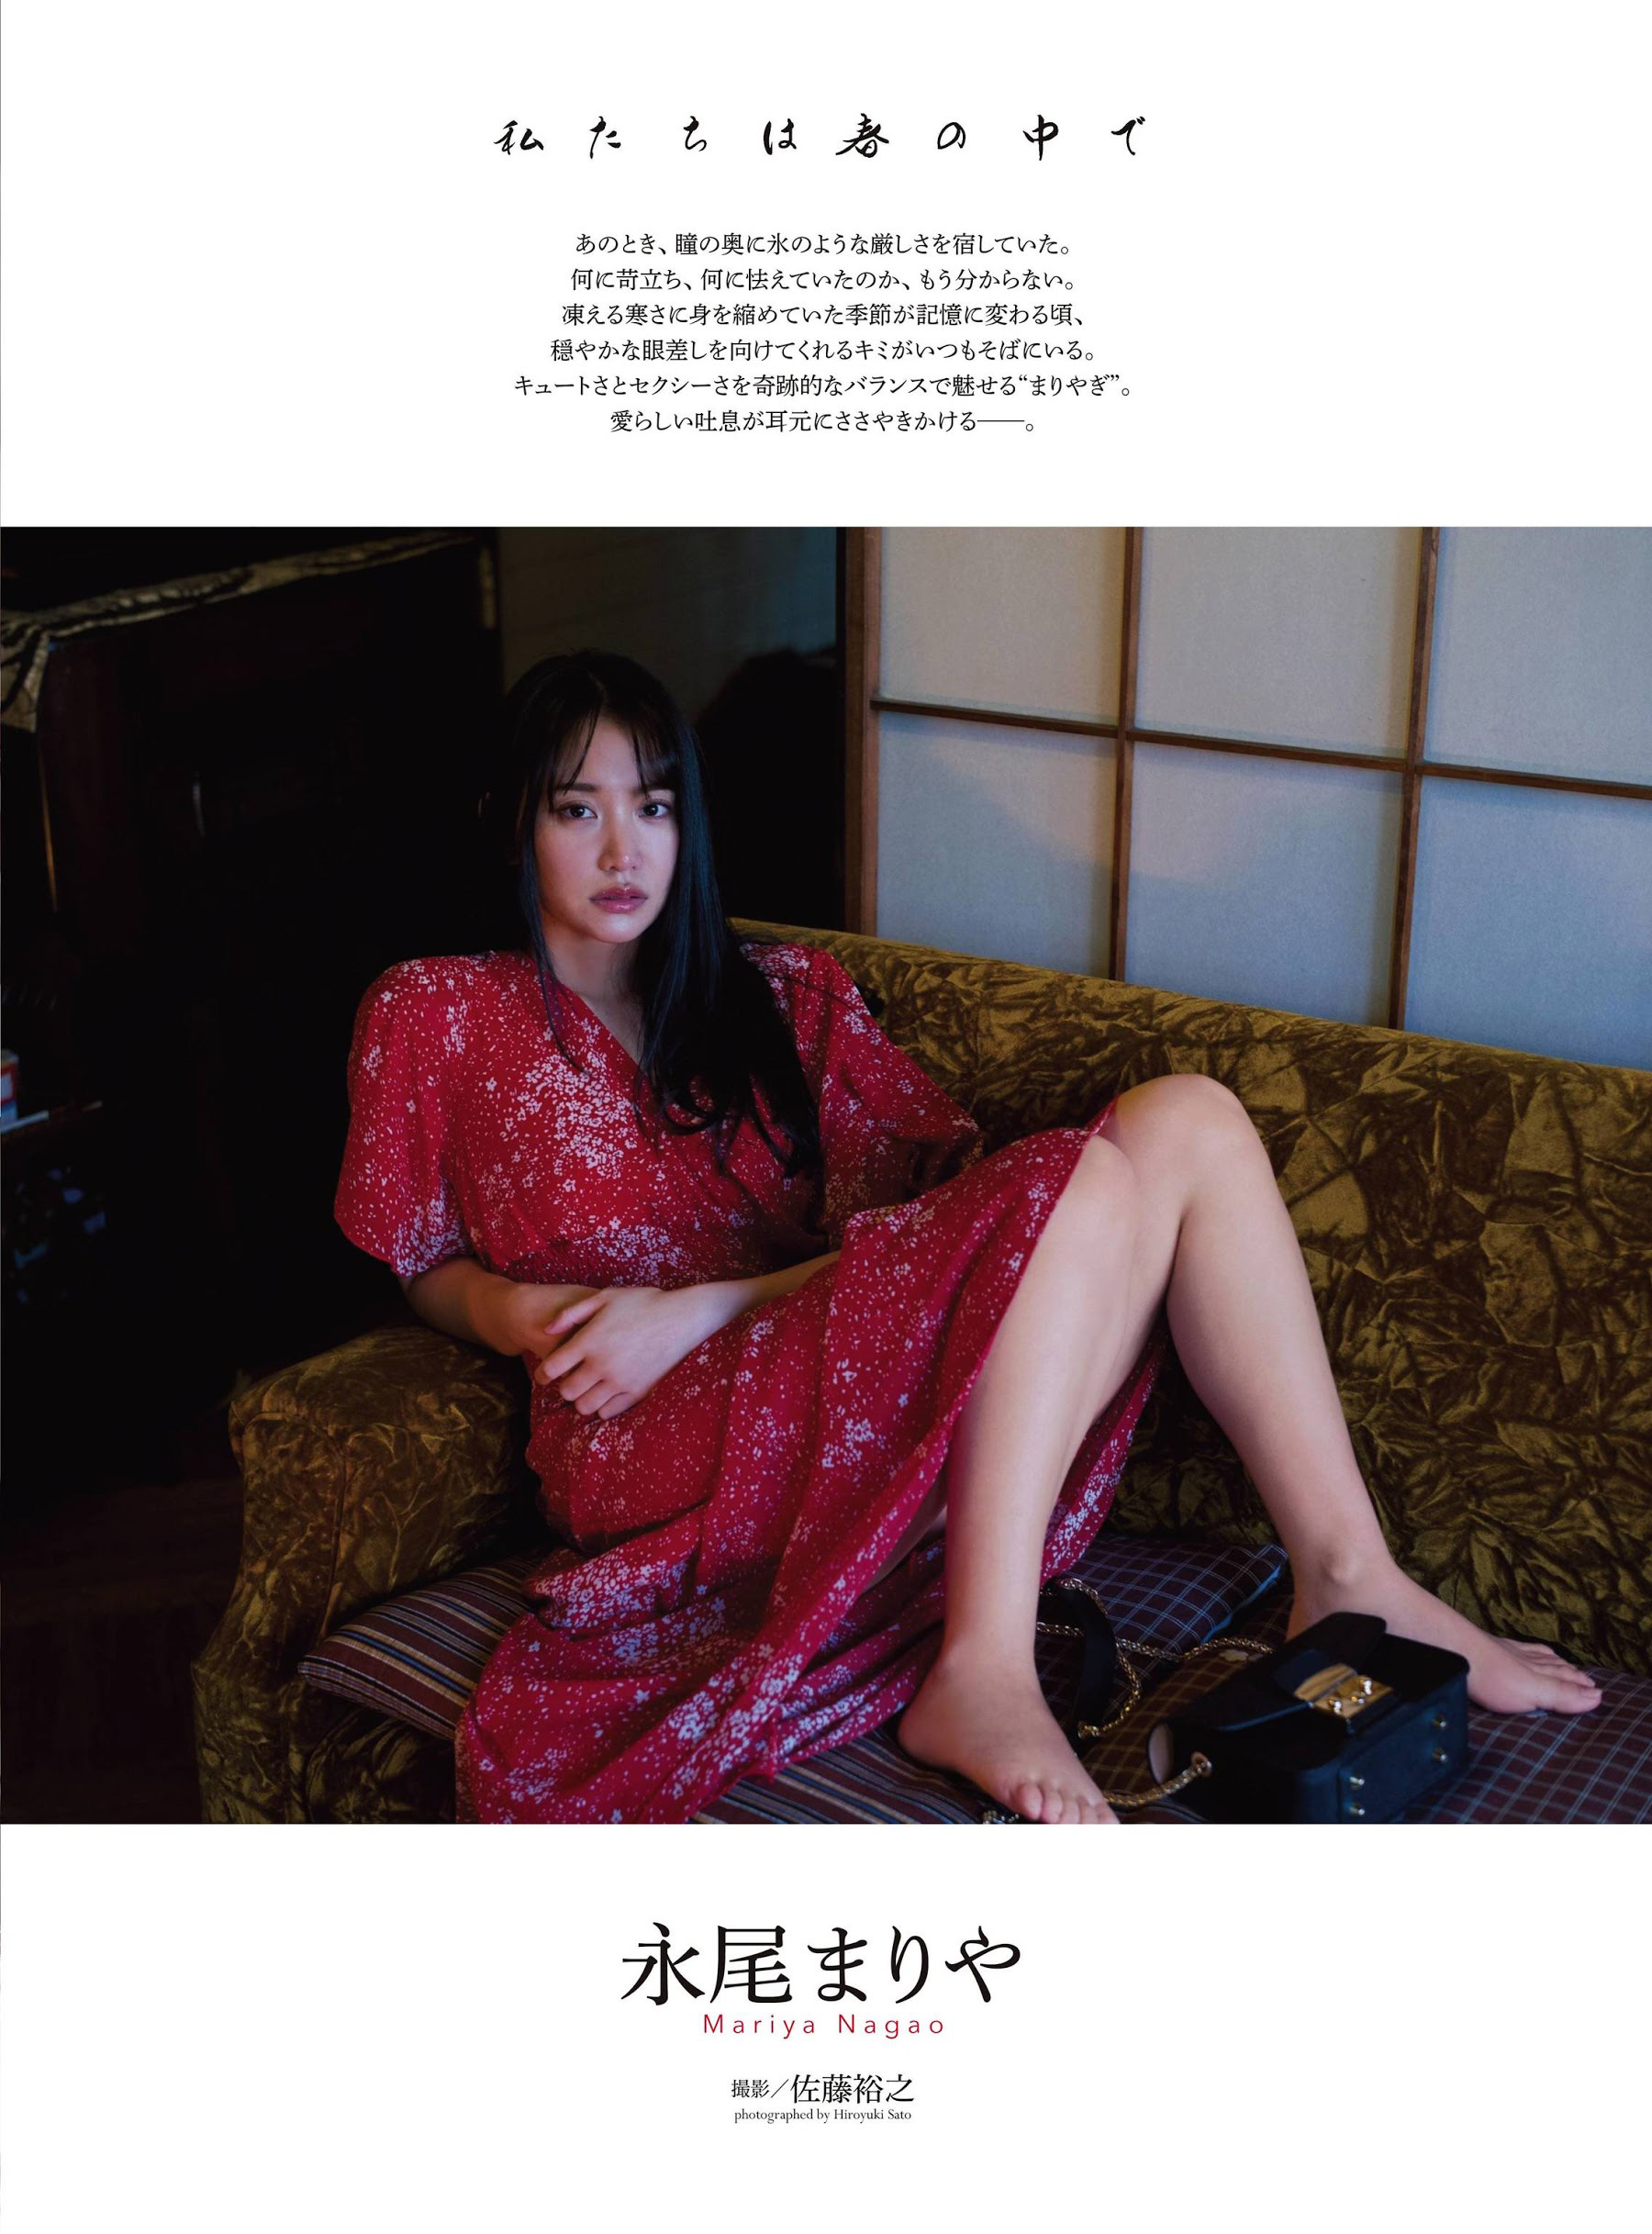 私たちは春の中で
あのとき、瞳の奥に氷のような厳しさを宿していた。
何に苛立ち、何に怯えていたのか、もう分からない。
凍える寒さに身を縮めていた季節が記憶に変わる頃、
穏やかな眼差しを向けてくれるキミがいつもそばにいる。
キュートさとセクシーさを奇跡的なバランスで魅せる“まりやぎ”。
愛らしい吐息が耳元にささやきかける――。
永尾まりや
Mariya Nagao
撮影／佐藤裕之
photographed by Hiroyuki Sato